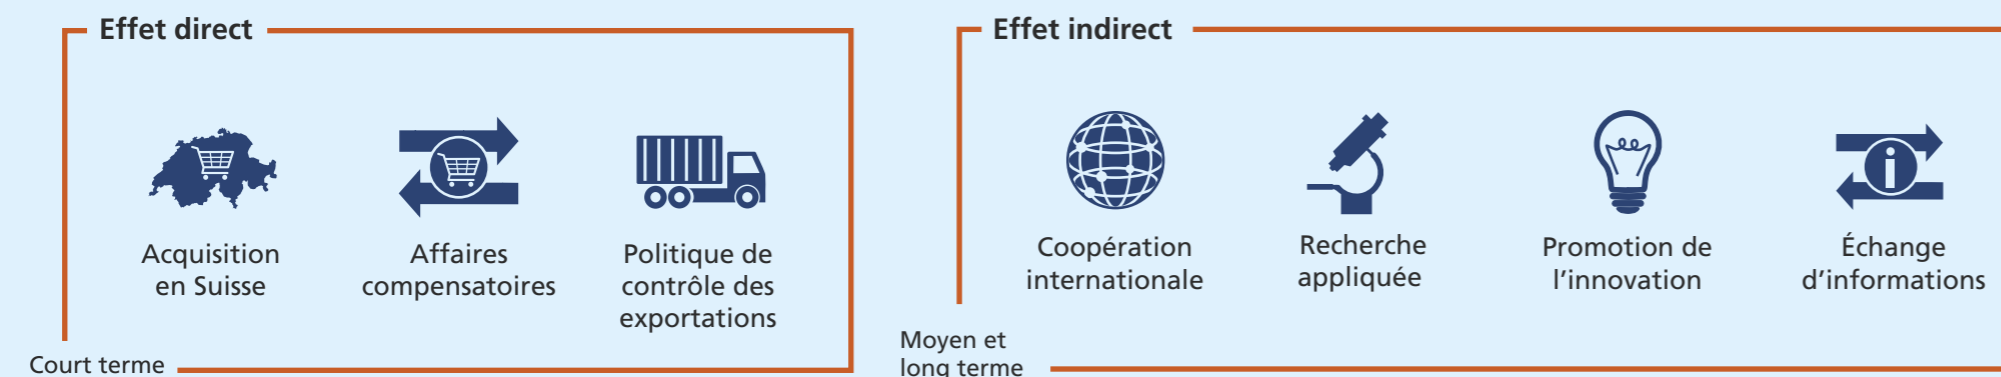 Effet direct
Acquisition
en Suisse
Affaires
compensatoires
Politique de
contrôle des
exportations
Court terme
Effet indirect
Coopération
internationale
Recherche
appliquée
Promotion de
l’innovation
Échange
d’informations
Moyen et
long terme